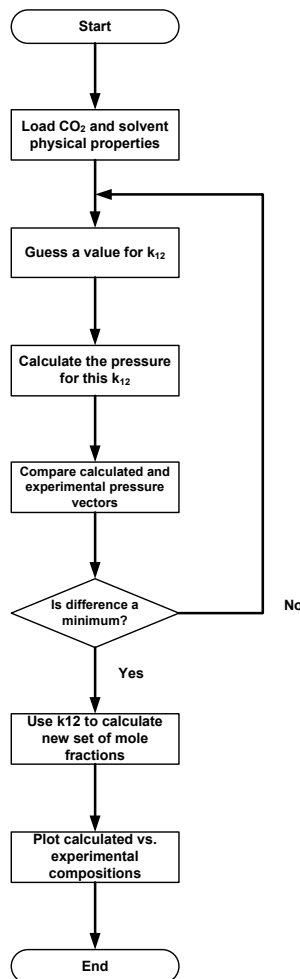 Start
Load CO₂ and solvent
physical properties
Guess a value for k₁₂
Calculate the pressure
for this k₁₂
Compare calculated and
experimental pressure
vectors
Is difference a
minimum?
No
Yes
Use k12 to calculate
new set of mole
fractions
Plot calculated vs.
experimental
compositions
End